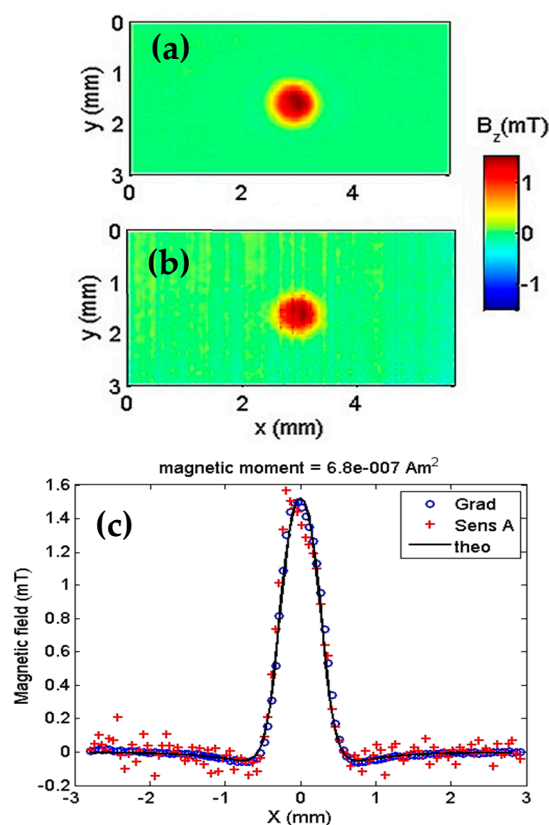 (a)
0
1
2
3
y (mm)
0 2 4
B_z(mT)
1
0
-1
(b)
0
1
2
3
y (mm)
0 2 4
x (mm)
magnetic moment = 6.8e-007 Am²
(c)
Grad
Sens A
theo
1.6
1.4
1.2
1
0.8
0.6
0.4
0.2
0
-0.2
Magnetic field (mT)
-3 -2 -1 0 1 2 3
X (mm)